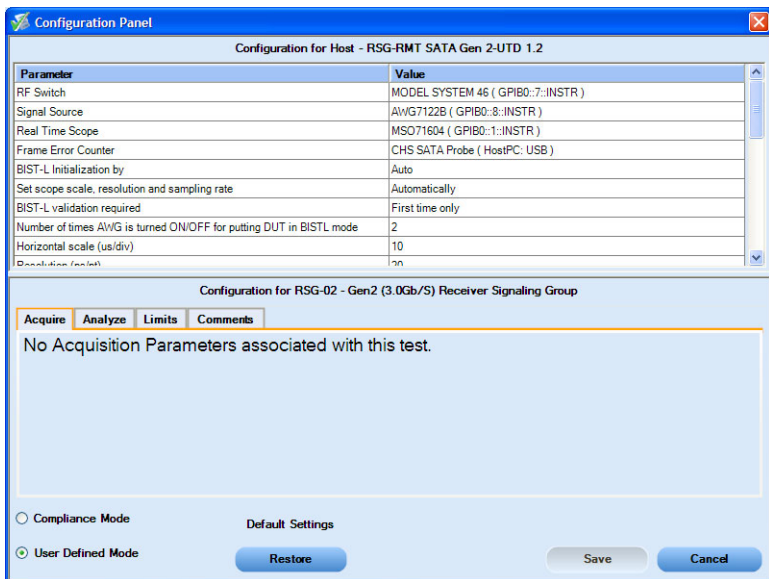 Configuration Panel
Configuration for Host - RSG-RMT SATA Gen 2-UTD 1.2
Parameter Value
RF Switch MODEL SYSTEM 46 ( GPIB0::7::INSTR )
Signal Source AWG7122B ( GPIB0::8::INSTR )
Real Time Scope MSO71604 ( GPIB0::1::INSTR )
Frame Error Counter CHS SATA Probe ( HostPC: USB )
BIST-L Initialization by Auto
Set scope scale, resolution and sampling rate Automatically
BIST-L validation required First time only
Number of times AWG is turned ON/OFF for putting DUT in BISTL mode 2
Horizontal scale (us/div) 10
Resolution (ps/pt) 20
Configuration for RSG-02 - Gen2 (3.0Gb/S) Receiver Signaling Group
Acquire Analyze Limits Comments
No Acquisition Parameters associated with this test.
Compliance Mode
Default Settings
User Defined Mode
Restore Save Cancel